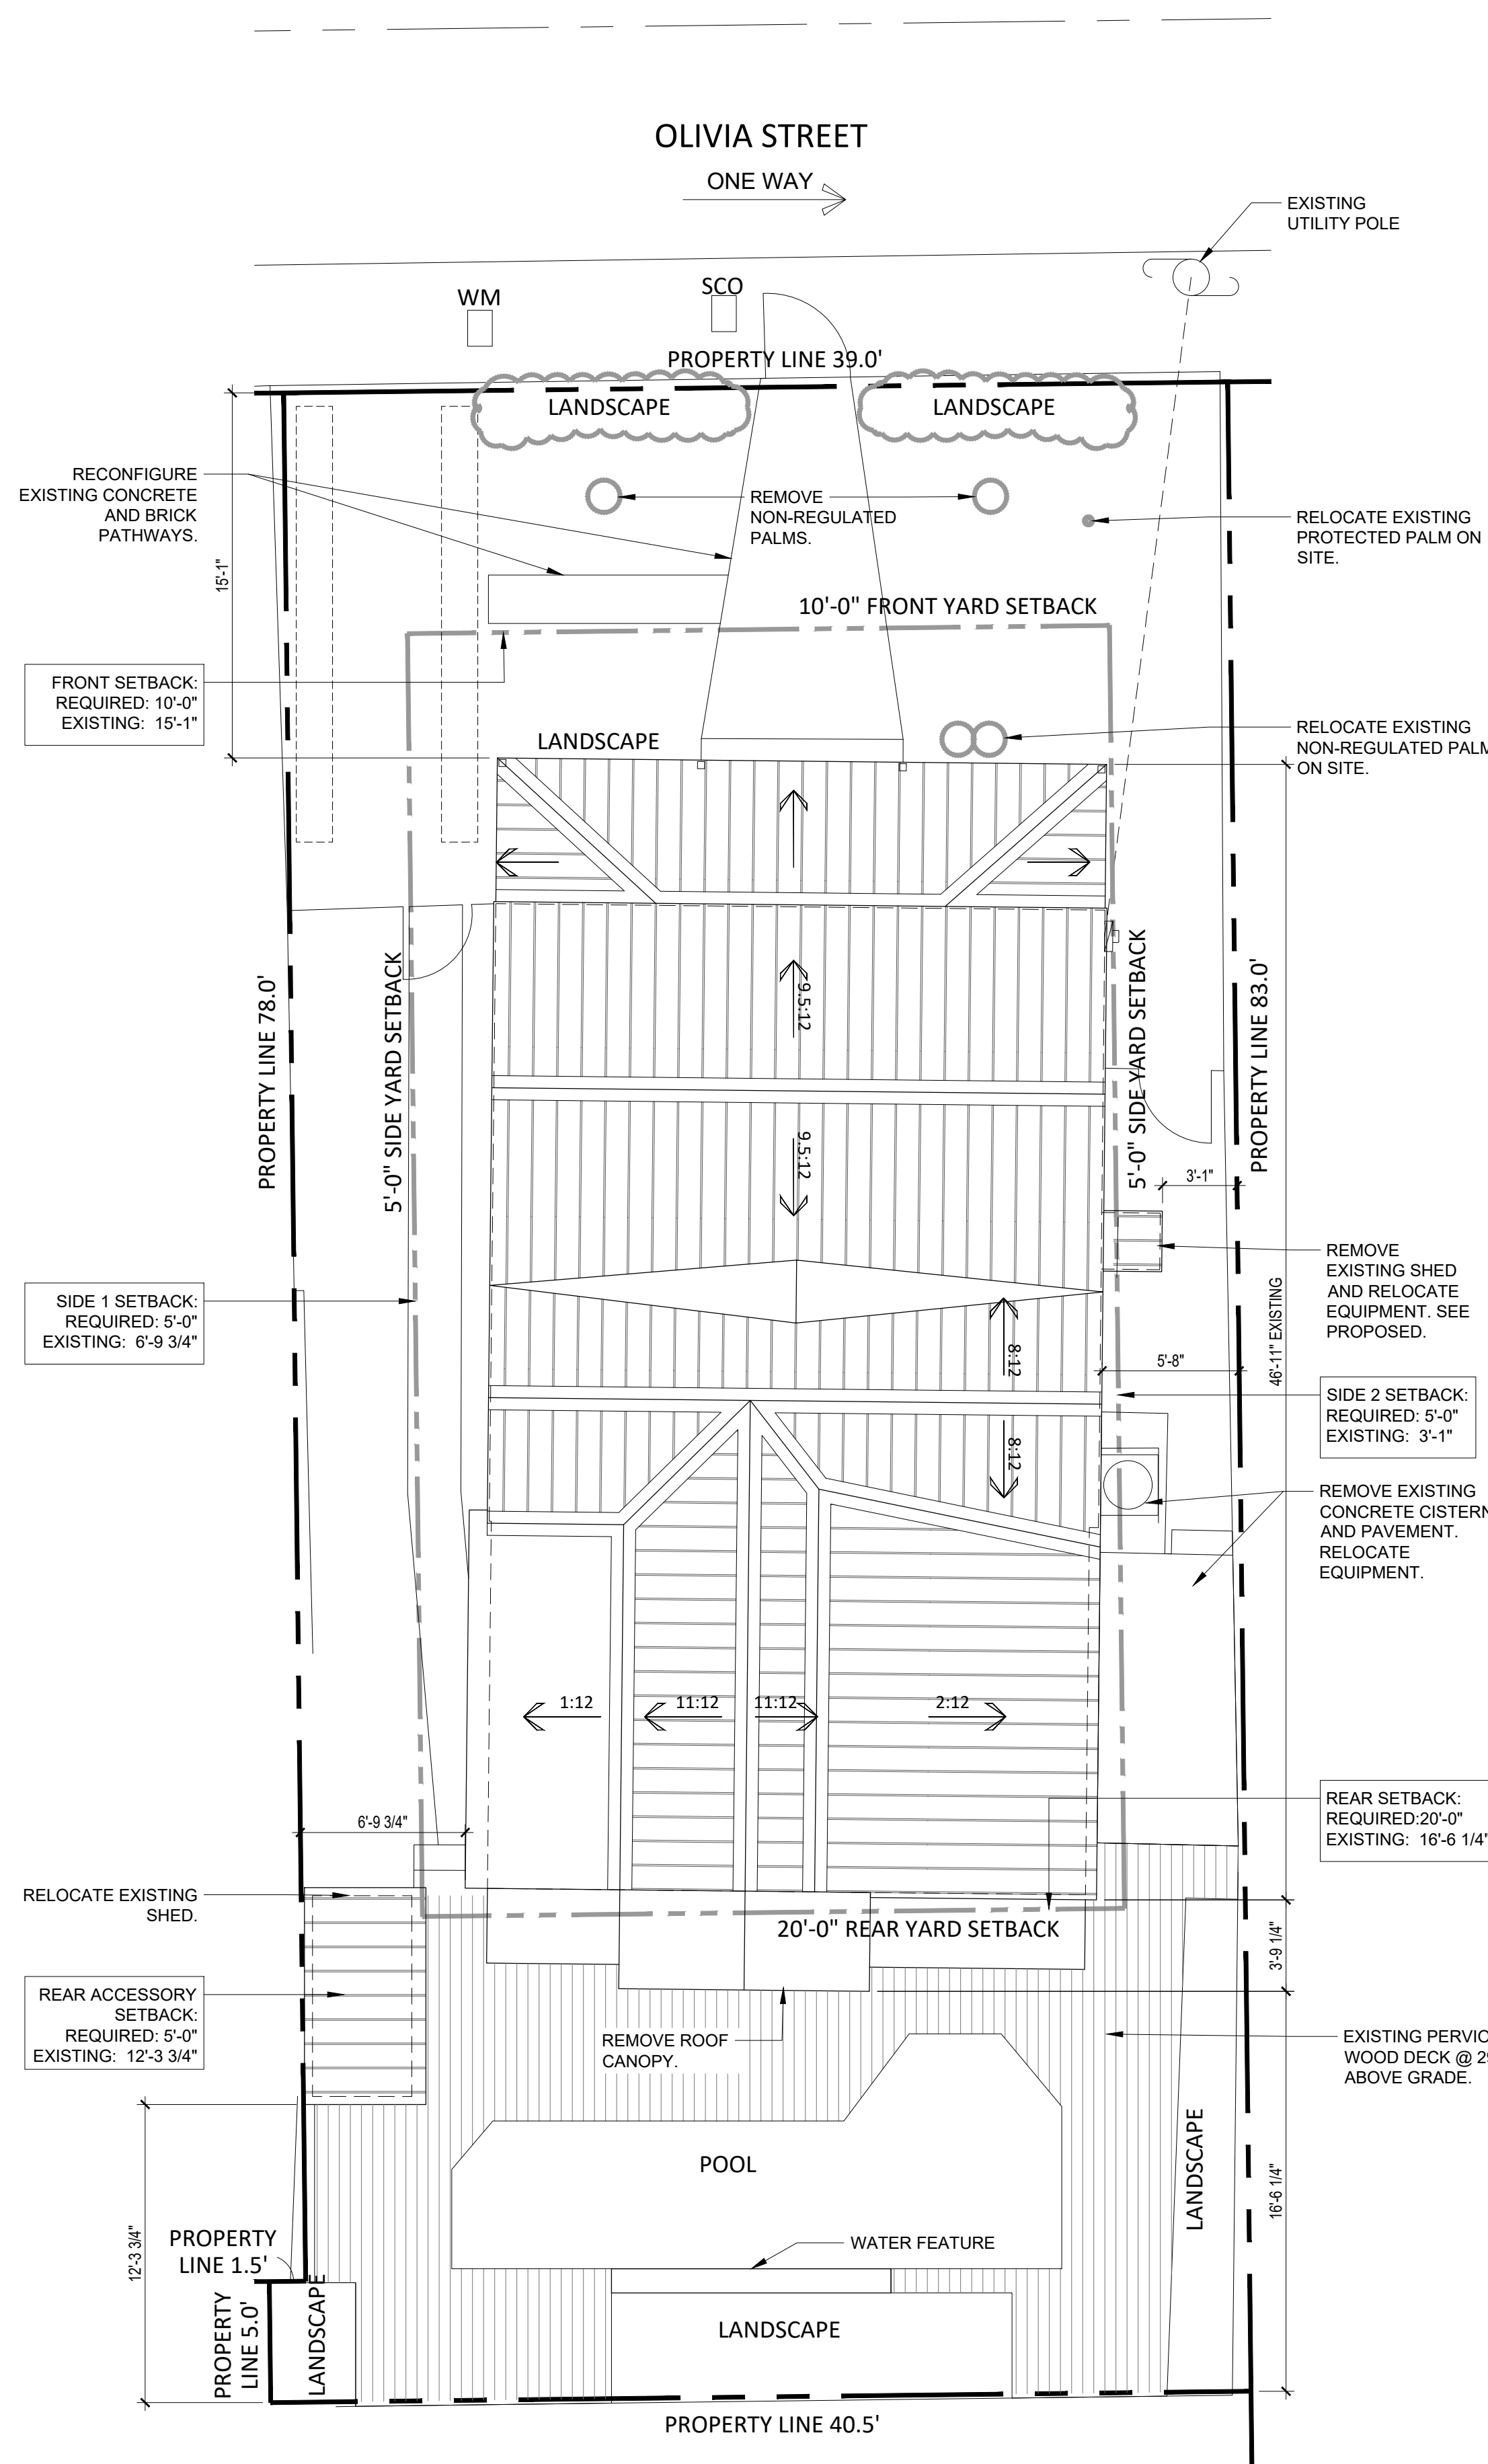 OLIVIA STREET
ONE WAY
EXISTING
UTILITY POLE
WM
SCO
PROPERTY LINE 39.0'
LANDSCAPE
LANDSCAPE
RECONFIGURE
EXISTING CONCRETE
AND BRICK
PATHWAYS.
REMOVE
NON-REGULATED
PALMS.
RELOCATE EXISTING
PROTECTED PALM ON
SITE.
15'-1"
10'-0" FRONT YARD SETBACK
FRONT SETBACK:
REQUIRED: 10'-0"
EXISTING: 15'-1"
LANDSCAPE
RELOCATE EXISTING
NON-REGULATED PALM
ON SITE.
PROPERTY LINE 78.0'
5'-0" SIDE YARD SETBACK
9.5:12
9.5:12
5'-0" SIDE YARD SETBACK
PROPERTY LINE 83.0'
3'-1"
REMOVE
EXISTING SHED
AND RELOCATE
EQUIPMENT. SEE
PROPOSED.
SIDE 1 SETBACK:
REQUIRED: 5'-0"
EXISTING: 6'-9 3/4"
46'-11" EXISTING
8:12
8:12
5'-8"
SIDE 2 SETBACK:
REQUIRED: 5'-0"
EXISTING: 3'-1"
REMOVE EXISTING
CONCRETE CISTERN
AND PAVEMENT.
RELOCATE
EQUIPMENT.
1:12
11:12
11:12
2:12
6'-9 3/4"
REAR SETBACK:
REQUIRED:20'-0"
EXISTING: 16'-6 1/4"
RELOCATE EXISTING
SHED.
20'-0" REAR YARD SETBACK
3'-9 1/4"
REAR ACCESSORY
SETBACK:
REQUIRED: 5'-0"
EXISTING: 12'-3 3/4"
REMOVE ROOF
CANOPY.
EXISTING
WOOD DECK @
ABOVE GRADE.
POOL
LANDSCAPE
16'-6 1/4"
12'-3 3/4"
PROPERTY
LINE 1.5'
WATER FEATURE
PROPERTY
LINE 5.0'
LANDSCAPE
LANDSCAPE
PROPERTY LINE 40.5'